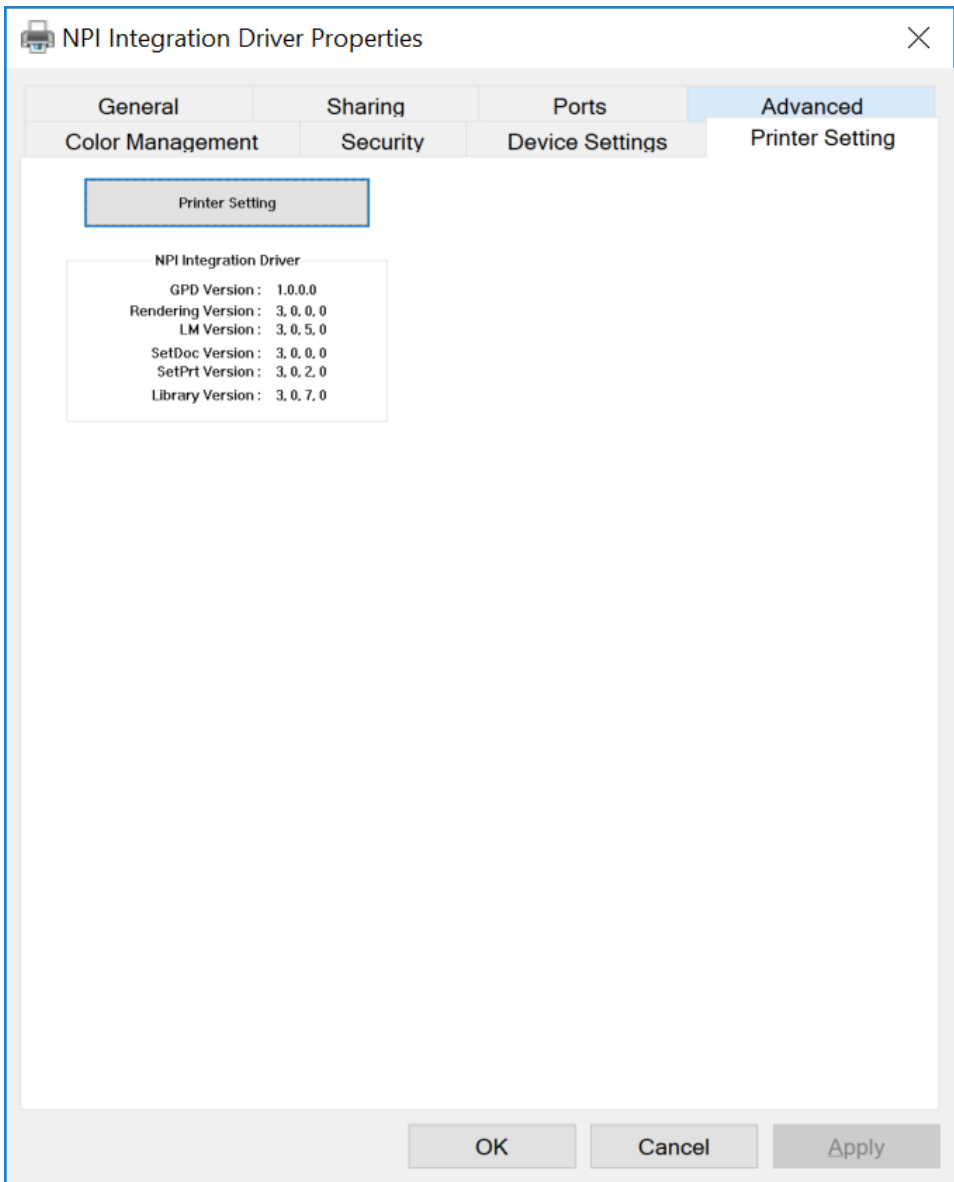 NPI Integration Driver Properties
General Sharing Ports Advanced
Color Management Security Device Settings Printer Setting
Printer Setting
NPI Integration Driver
GPD Version : 1.0.0.0
Rendering Version : 3, 0, 0, 0
LM Version : 3, 0, 5, 0
SetDoc Version : 3, 0, 0, 0
SetPrt Version : 3, 0, 2, 0
Library Version : 3, 0, 7, 0
OK Cancel Apply